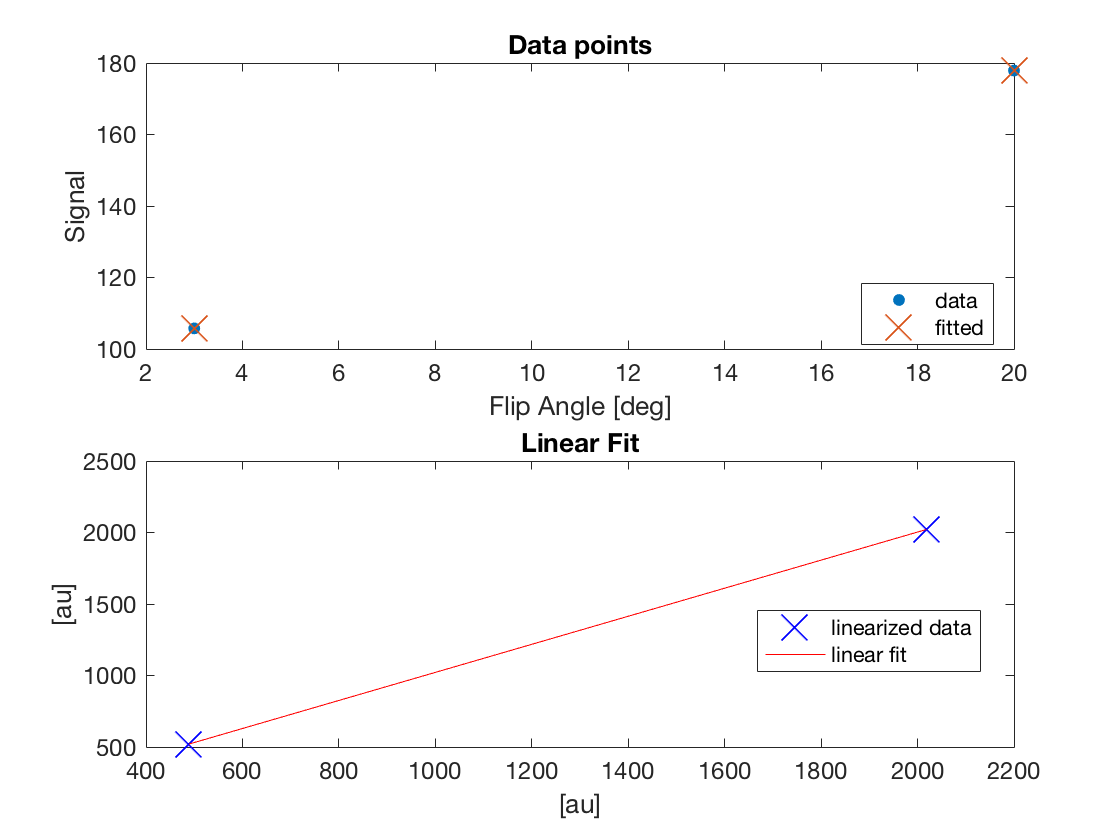 Data points
180
160
140
120
100
Signal
data
fitted
2 4 6 8 10 12 14 16 18 20
Flip Angle [deg]
Linear Fit
2500
2000
1500
1000
500
[au]
linearized data
linear fit
400 600 800 1000 1200 1400 1600 1800 2000 2200
[au]